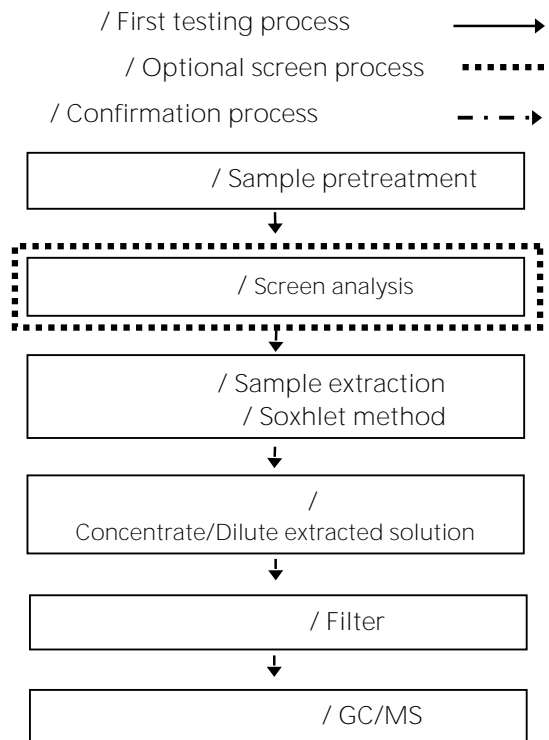 / First testing process
/ Optional screen process
/ Confirmation process
/ Sample pretreatment
/ Screen analysis
/ Sample extraction
/ Soxhlet method
/
Concentrate/Dilute extracted solution
/ Filter
/ GC/MS